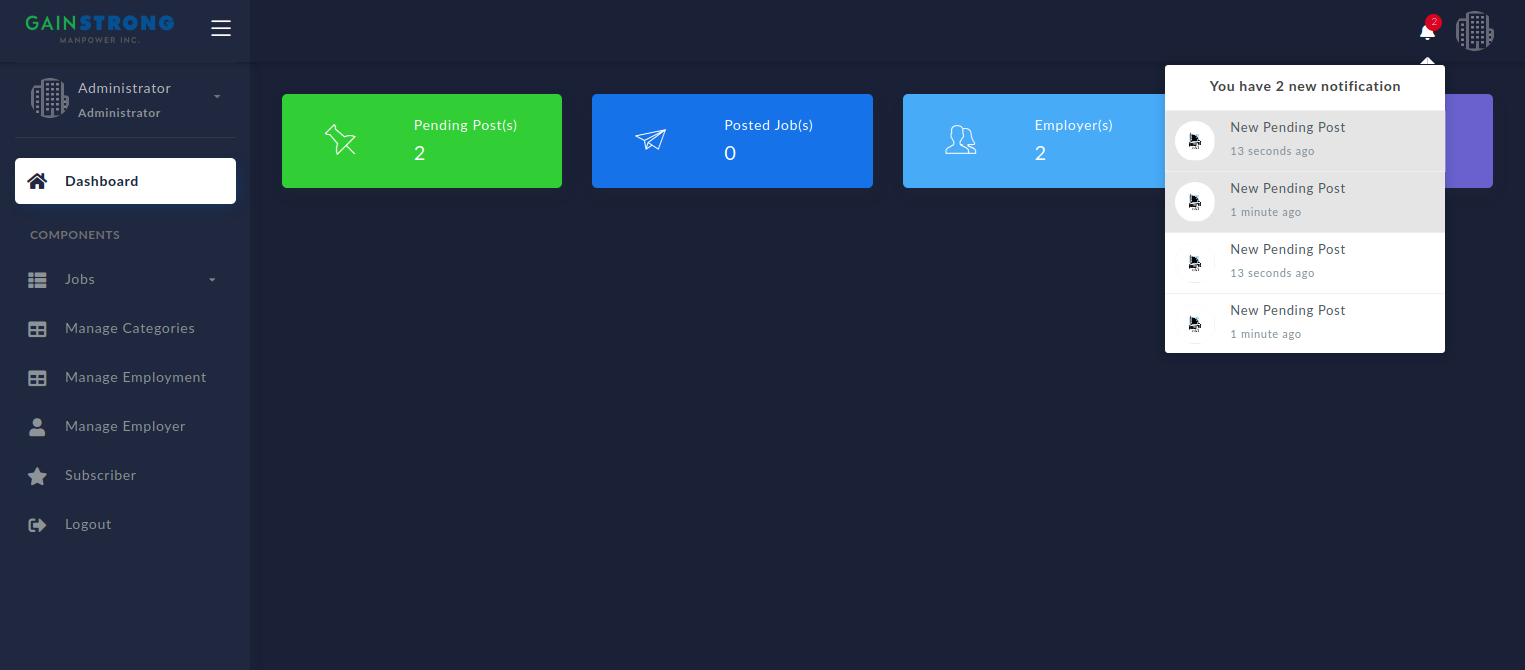 GAINSTRONG
MANPOWER INC.
2
Administrator
Administrator
Dashboard
COMPONENTS
Jobs
Manage Categories
Manage Employment
Manage Employer
Subscriber
Logout
Pending Post(s)
2
Posted Job(s)
0
Employer(s)
2
You have 2 new notification
New Pending Post
13 seconds ago
New Pending Post
1 minute ago
New Pending Post
13 seconds ago
New Pending Post
1 minute ago